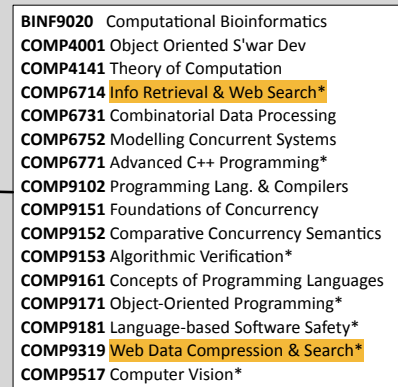 BINF9020 Computational Bioinformatics
COMP4001 Object Oriented S'war Dev
COMP4141 Theory of Computation
COMP6714 Info Retrieval & Web Search*
COMP6731 Combinatorial Data Processing
COMP6752 Modelling Concurrent Systems
COMP6771 Advanced C++ Programming*
COMP9102 Programming Lang. & Compilers
COMP9151 Foundations of Concurrency
COMP9152 Comparative Concurrency Semantics
COMP9153 Algorithmic Verification*
COMP9161 Concepts of Programming Languages
COMP9171 Object-Oriented Programming*
COMP9181 Language-based Software Safety*
COMP9319 Web Data Compression & Search*
COMP9517 Computer Vision*